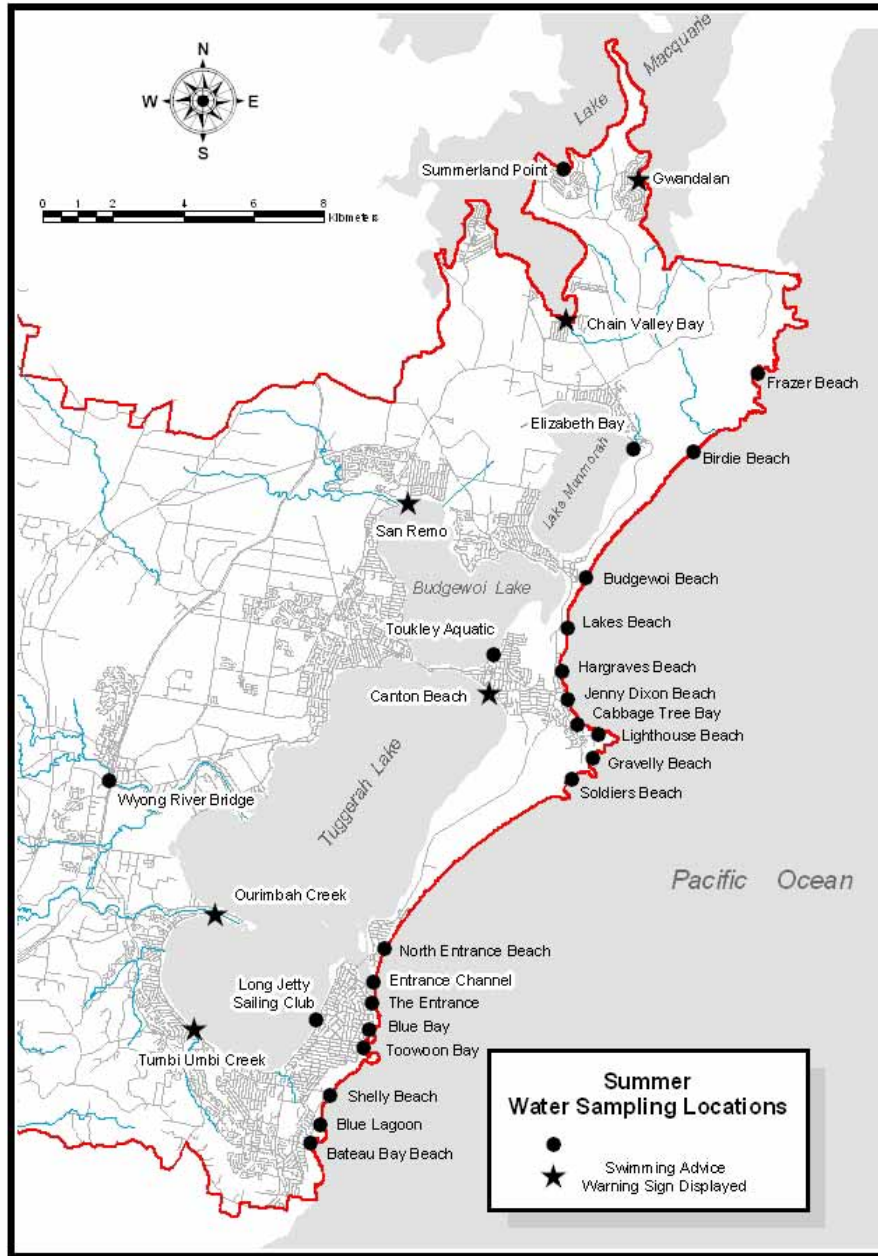 N
W
E
S
0 2 4 6 8
Kilometers
Lake Macquarie
Summerland Point
Gwandalan
Chain Valley Bay
Frazer Beach
Elizabeth Bay
Birdie Beach
Lake Munmorah
San Remo
Budgewoi Beach
Budgewoi Lake
Lakes Beach
Toukley Aquatic
Hargraves Beach
Canton Beach
Jenny Dixon Beach
Cabbage Tree Bay
Lighthouse Beach
Gravelly Beach
Soldiers Beach
Wyong River Bridge
Tuggerah Lake
Pacific Ocean
Ourimbah Creek
North Entrance Beach
Entrance Channel
Long Jetty
Sailing Club
The Entrance
Blue Bay
Toowoon Bay
Tumbi Umbi Creek
Shelly Beach
Blue Lagoon
Bateau Bay Beach
Summer
Water Sampling Locations
Swimming Advice
Warning Sign Displayed